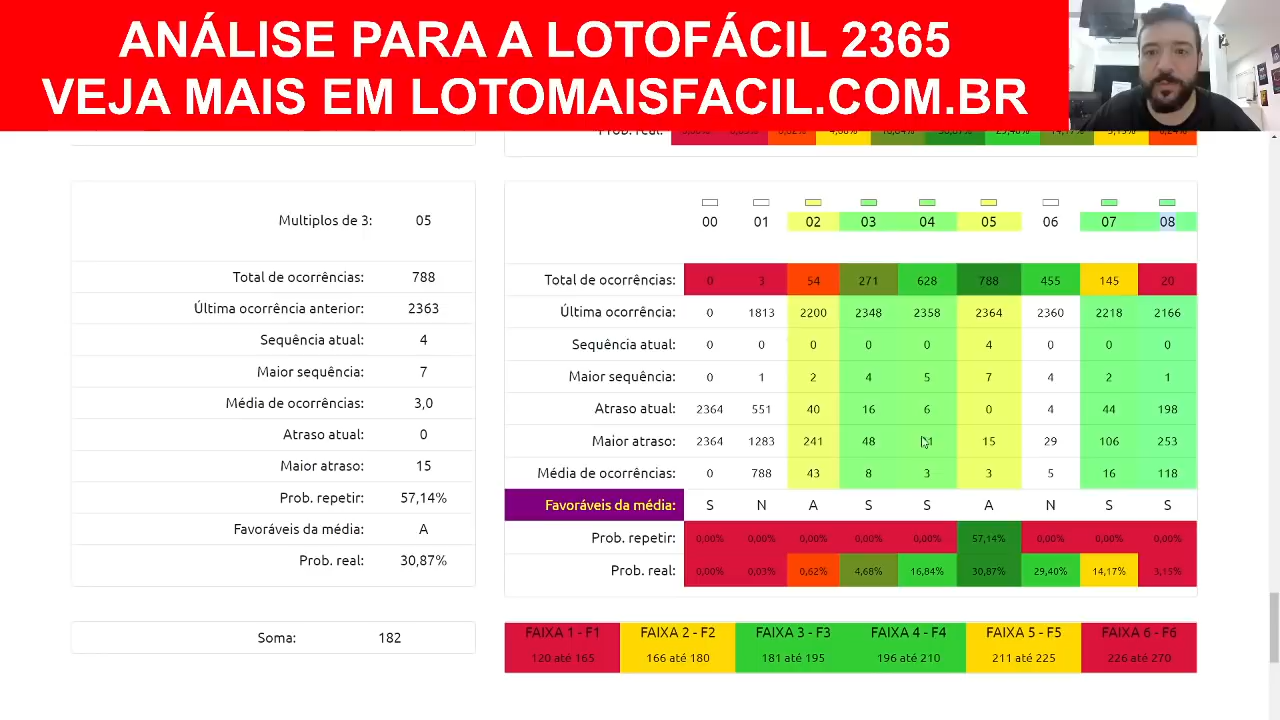 ANÁLISE PARA A LOTOFÁCIL 2365
VEJA MAIS EM LOTOMAISFACIL.COM.BR
Multiplos de 3: 05
Total de ocorrências: 788
Última ocorrência anterior: 2363
Sequência atual: 4
Maior sequência: 7
Média de ocorrências: 3,0
Atraso atual: 0
Maior atraso: 15
Prob. repetir: 57,14%
Favoráveis da média: A
Prob. real: 30,87%
Soma: 182
00 01 02 03 04 05 06 07 08
Total de ocorrências: 0 3 54 271 628 788 455 145 20
Última ocorrência: 0 1813 2200 2348 2358 2364 2360 2218 2166
Sequência atual: 0 0 0 0 0 4 0 0 0
Maior sequência: 0 1 2 4 5 7 4 2 1
Atraso atual: 2364 551 40 16 6 0 4 44 198
Maior atraso: 2364 1283 241 48 15 29 106 253
Média de ocorrências: 0 788 43 8 3 3 5 16 118
Favoráveis da média: S N A S S A N S S
Prob. repetir: 0,00% 0,00% 0,00% 0,00% 0,00% 57,14% 0,00% 0,00% 0,00%
Prob. real: 0,00% 0,03% 0,62% 4,68% 16,84% 30,87% 29,40% 14,17% 3,15%
FAIXA 1 - F1 FAIXA 2 - F2 FAIXA 3 - F3 FAIXA 4 - F4 FAIXA 5 - F5 FAIXA 6 - F6
120 até 165 166 até 180 181 até 195 196 até 210 211 até 225 226 até 270